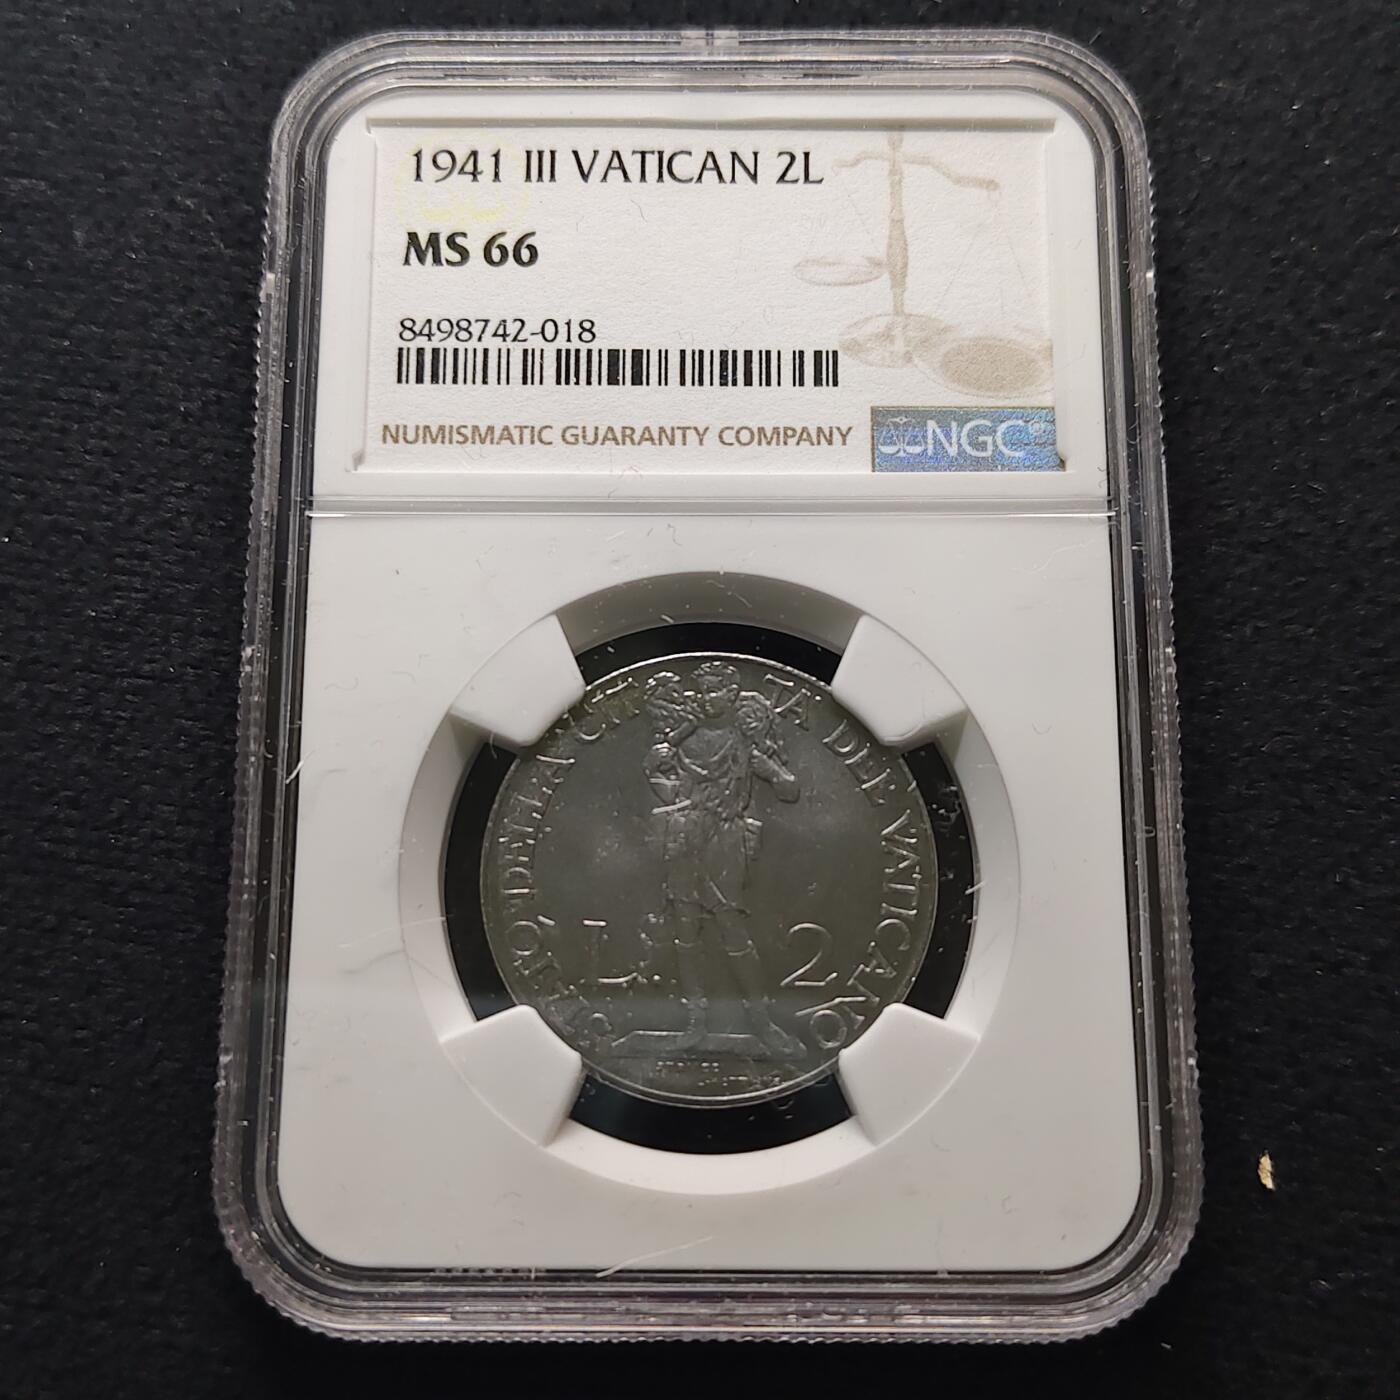 1941 III VATICAN 2L
MS 66
8498742-018
NUMISMATIC GUARANTY COMPANY
NGC
STATO DELLA CITTA' DEL VATICANO
L. 2